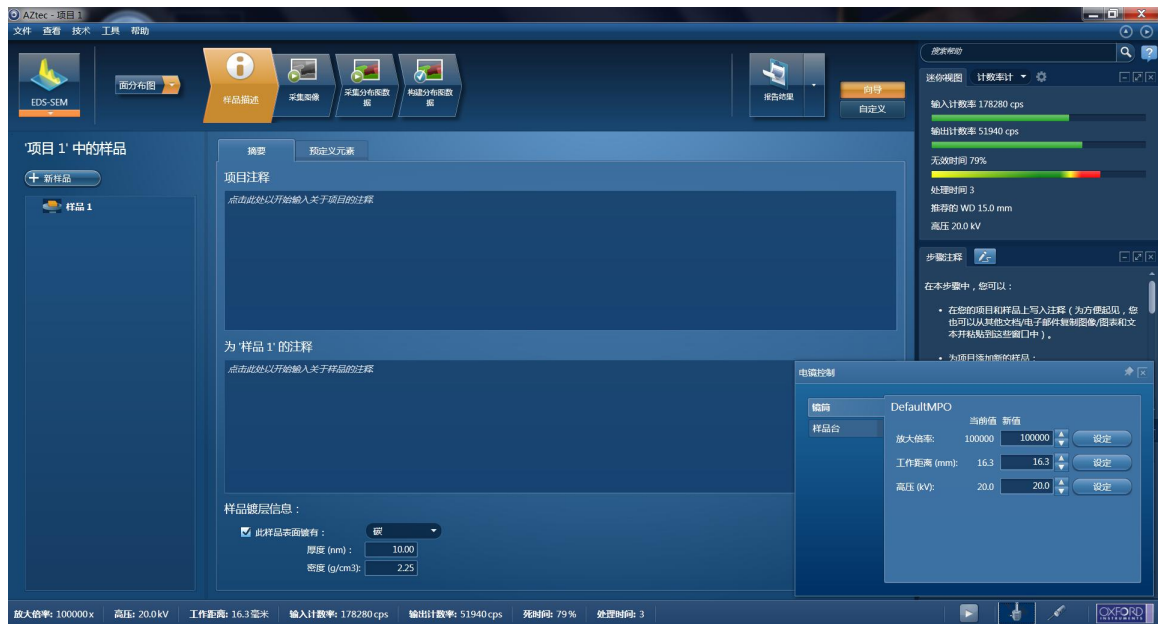 AZtec - 项目 1
文件 查看 技术 工具 帮助
EDS-SEM
面分布图
样品描述
采集图像
采集分布图数据
构建分布图数据
报告结果
向导
自定义
搜索帮助
迷你视图 计数率计
输入计数率 178280 cps
输出计数率 51940 cps
无效时间 79%
处理时间 3
推荐的 WD 15.0 mm
高压 20.0 kV
'项目 1' 中的样品
新样品
样品 1
摘要 预定义元素
项目注释
点击此处以开始输入关于项目的注释.
为 '样品 1' 的注释
点击此处以开始输入关于样品的注释.
样品镀层信息：
此样品表面镀有： 碳
厚度 (nm)： 10.00
密度 (g/cm3): 2.25
步骤注释
在本步骤中，您可以：
• 在您的项目和样品上写入注释（为方便起见，您
也可以从其他文档/电子邮件复制图像/图表和文
本并粘贴到这些窗口中）。
• 为项目添加新的样品：
电镜控制
镜筒
样品台
DefaultMPO
当前值 新值
放大倍率: 100000 100000 设定
工作距离 (mm): 16.3 16.3 设定
高压 (kV): 20.0 20.0 设定
放大倍率: 100000 x 高压: 20.0 kV 工作距离: 16.3 毫米 输入计数率: 178280 cps 输出计数率: 51940 cps 死时间: 79 % 处理时间: 3
OXFORD
INSTRUMENTS